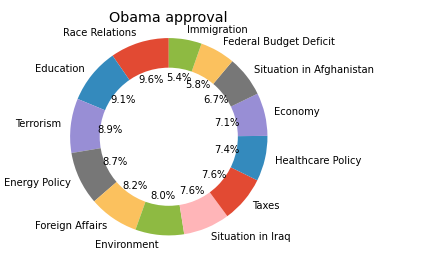 Obama approval
Immigration
Race Relations
Federal Budget Deficit
Education
Situation in Afghanistan
9.6%
5.4%
5.8%
9.1%
6.7%
Economy
Terrorism
8.9%
7.1%
7.4%
Healthcare Policy
8.7%
Energy Policy
7.6%
8.2%
7.6%
8.0%
Taxes
Foreign Affairs
Situation in Iraq
Environment